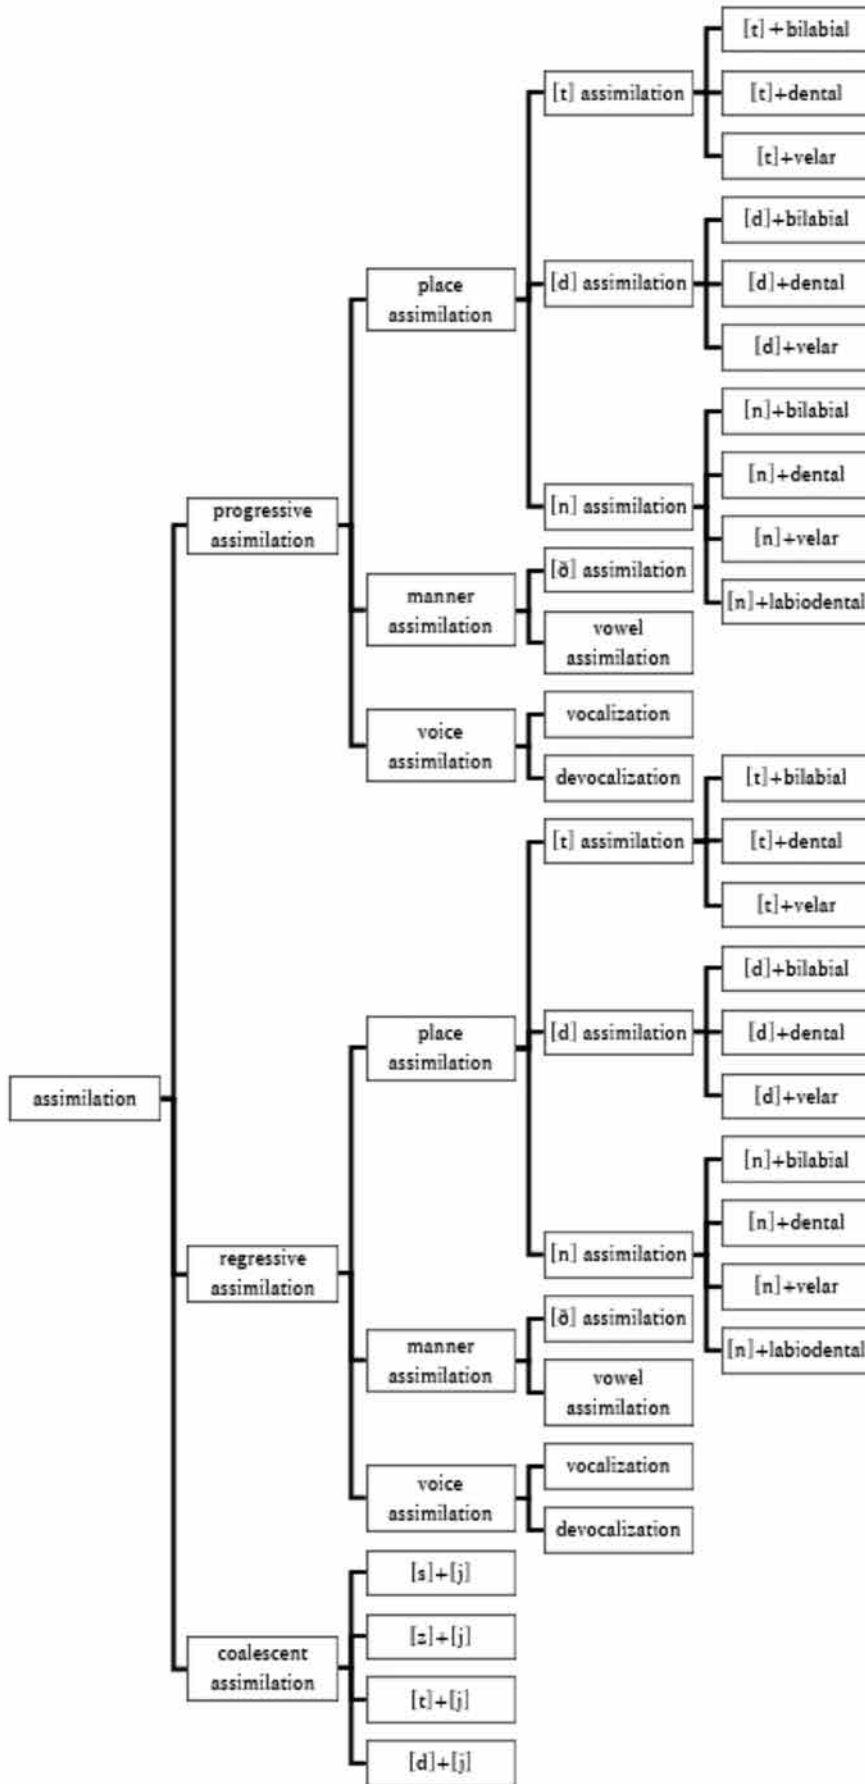 [t] +bilabial
[t] assimilation
[t]+dental
[t]+velar
[d]+bilabial
place
assimilation
[d] assimilation
[d]+dental
[d]+velar
[n]+bilabial
[n]+dental
progressive
assimilation
[n] assimilation
[n]+velar
[ð] assimilation
manner
assimilation
[n]+labiodental
vowel
assimilation
vocalization
voice
assimilation
devocalization
[t]+bilabial
[t] assimilation
[t]+dental
[t]+velar
[d]+bilabial
place
assimilation
[d] assimilation
[d]+dental
assimilation
[d]+velar
[n]+bilabial
[n]+dental
regressive
assimilation
[n] assimilation
[n]+velar
[ð] assimilation
manner
assimilation
[n]+labiodental
vowel
assimilation
vocalization
voice
assimilation
devocalization
[s]+[j]
[z]+[j]
coalescent
assimilation
[t]+[j]
[d]+[j]